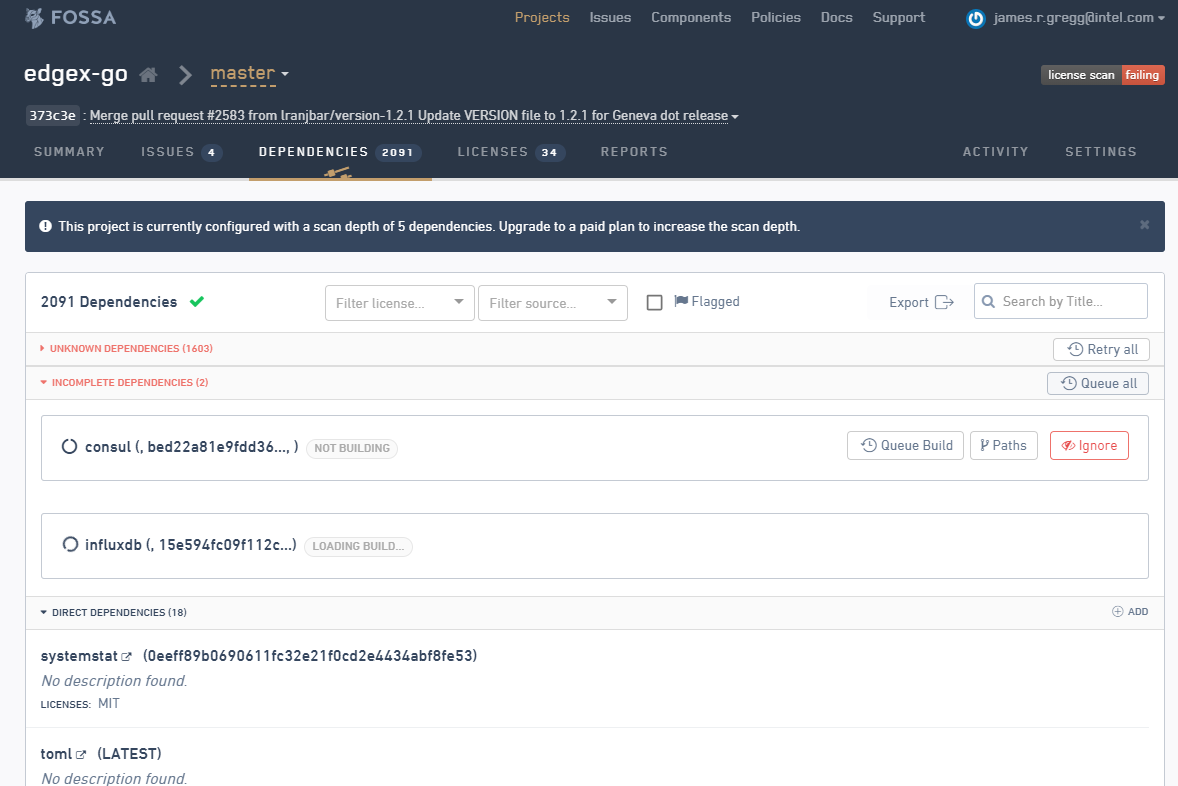 FOSSA Projects Issues Components Policies Docs Support james.r.gregg@intel.com
edgex-go master license scan failing
373c3e : Merge pull request #2583 from lranjbar/version-1.2.1 Update VERSION file to 1.2.1 for Geneva dot release
SUMMARY ISSUES 4 DEPENDENCIES 2091 LICENSES 34 REPORTS ACTIVITY SETTINGS
This project is currently configured with a scan depth of 5 dependencies. Upgrade to a paid plan to increase the scan depth.
2091 Dependencies Filter license... Filter source... Flagged Export Search by Title...
UNKNOWN DEPENDENCIES (1603) Retry all
INCOMPLETE DEPENDENCIES (2) Queue all
consul (, bed22a81e9fdd36..., ) NOT BUILDING Queue Build Paths Ignore
influxdb (, 15e594fc09f112c...) LOADING BUILD...
DIRECT DEPENDENCIES (18) ADD
systemstat (0eeff89b0690611fc32e21f0cd2e4434abf8fe53)
No description found.
LICENSES: MIT
toml (LATEST)
No description found.